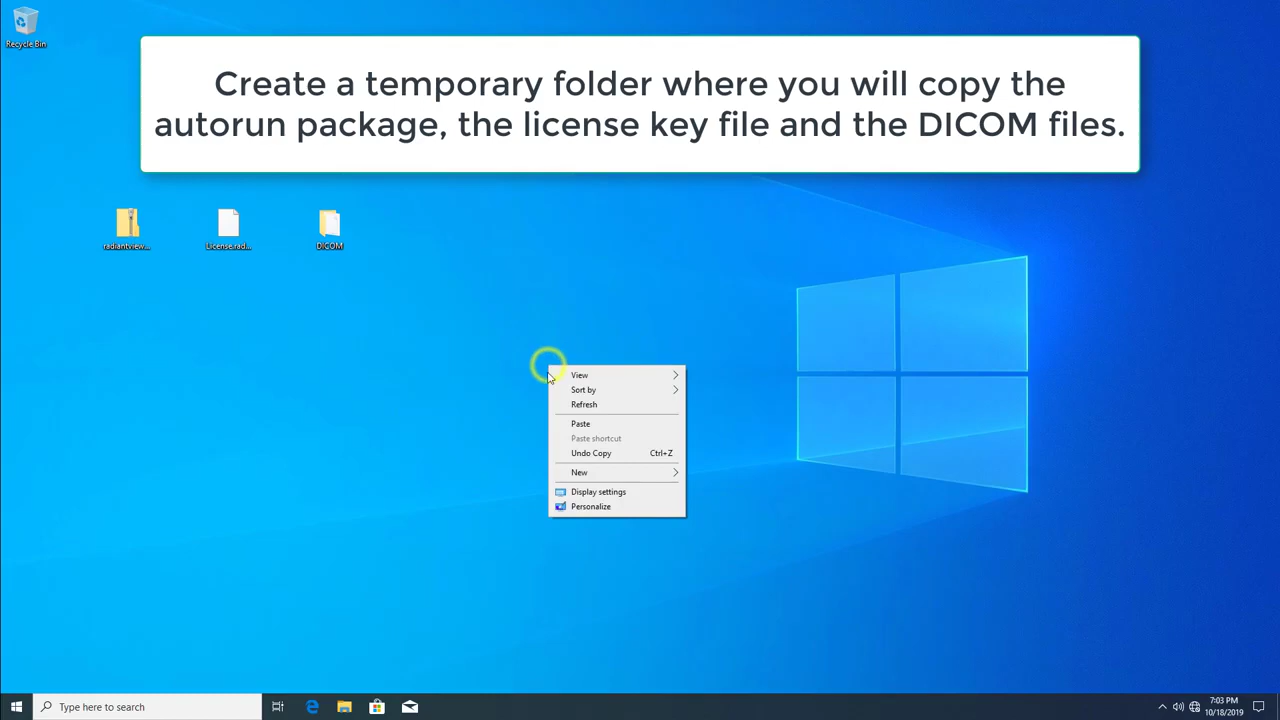 Recycle Bin
Create a temporary folder where you will copy the
autorun package, the license key file and the DICOM files.
radiantview...
License.rad...
DICOM
View
Sort by
Refresh
Paste
Paste shortcut
Undo Copy Ctrl+Z
New
Display settings
Personalize
Type here to search
7:03 PM
10/18/2019